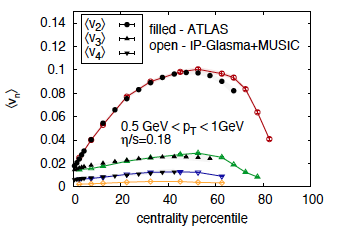 0.14
0.12
0.1
0.08
0.06
0.04
0.02
0
⟨vₙ⟩
⟨v₂⟩
⟨v₃⟩
⟨v₄⟩
filled - ATLAS
open - IP-Glasma+MUSIC
0.5 GeV < pT < 1GeV
η/s=0.18
0 20 40 60 80 100
centrality percentile